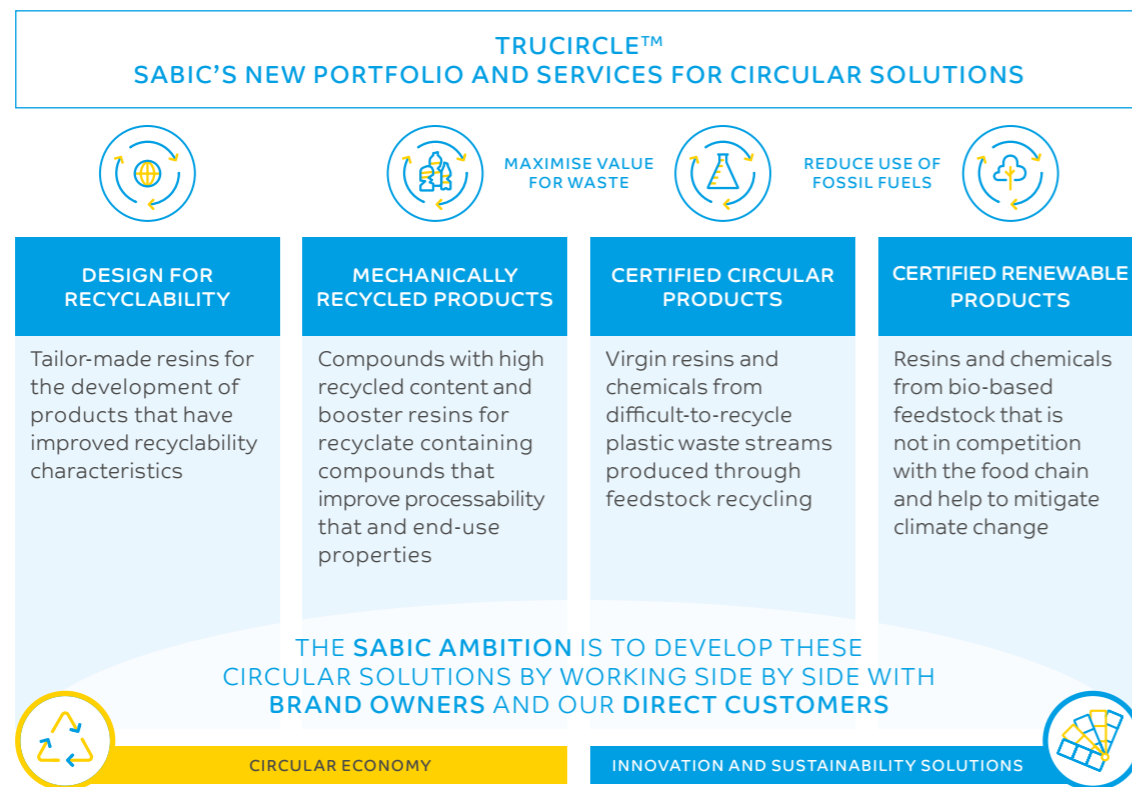 TRUCIRCLE™
SABIC'S NEW PORTFOLIO AND SERVICES FOR CIRCULAR SOLUTIONS
MAXIMISE VALUE
FOR WASTE
REDUCE USE OF
FOSSIL FUELS
DESIGN FOR
RECYCLABILITY
Tailor-made resins for
the development of
products that have
improved recyclability
characteristics
MECHANICALLY
RECYCLED PRODUCTS
Compounds with high
recycled content and
booster resins for
recyclate containing
compounds that
improve processability
that and end-use
properties
CERTIFIED CIRCULAR
PRODUCTS
Virgin resins and
chemicals from
difficult-to-recycle
plastic waste streams
produced through
feedstock recycling
CERTIFIED RENEWABLE
PRODUCTS
Resins and chemicals
from bio-based
feedstock that is
not in competition
with the food chain
and help to mitigate
climate change
THE SABIC AMBITION IS TO DEVELOP THESE
CIRCULAR SOLUTIONS BY WORKING SIDE BY SIDE WITH
BRAND OWNERS AND OUR DIRECT CUSTOMERS
CIRCULAR ECONOMY
INNOVATION AND SUSTAINABILITY SOLUTIONS